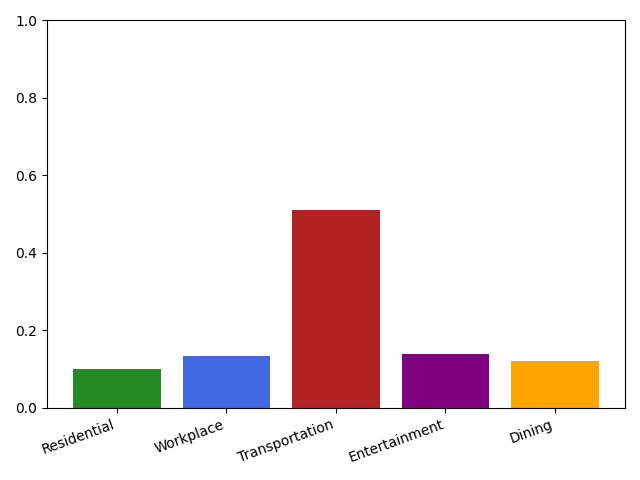 1.0
0.8
0.6
0.4
0.2
0.0
Residential
Workplace
Transportation
Entertainment
Dining